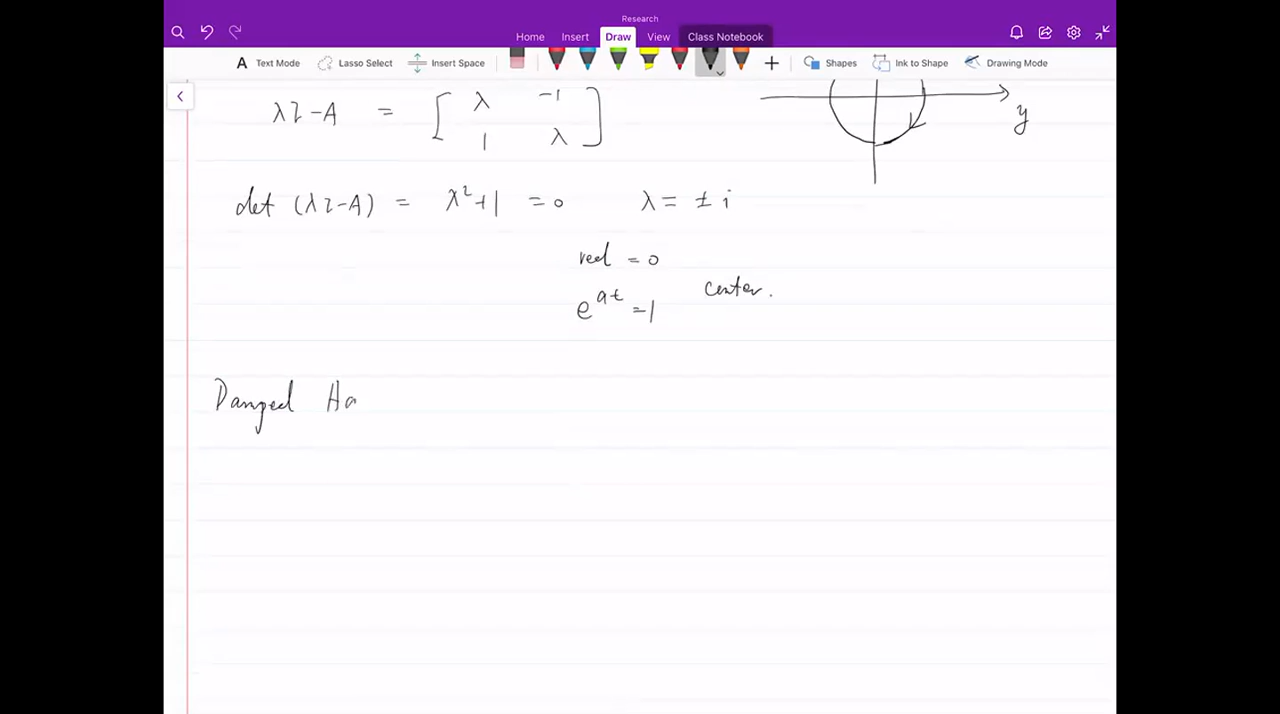 Research
Home Insert Draw View Class Notebook
A Text Mode Lasso Select Insert Space Shapes Ink to Shape Drawing Mode
λI-A = [λ -1
1 λ]
y
det (λI-A) = λ²+1 =0 λ= ±i
real =0
center.
e^at =1
Damped Ha